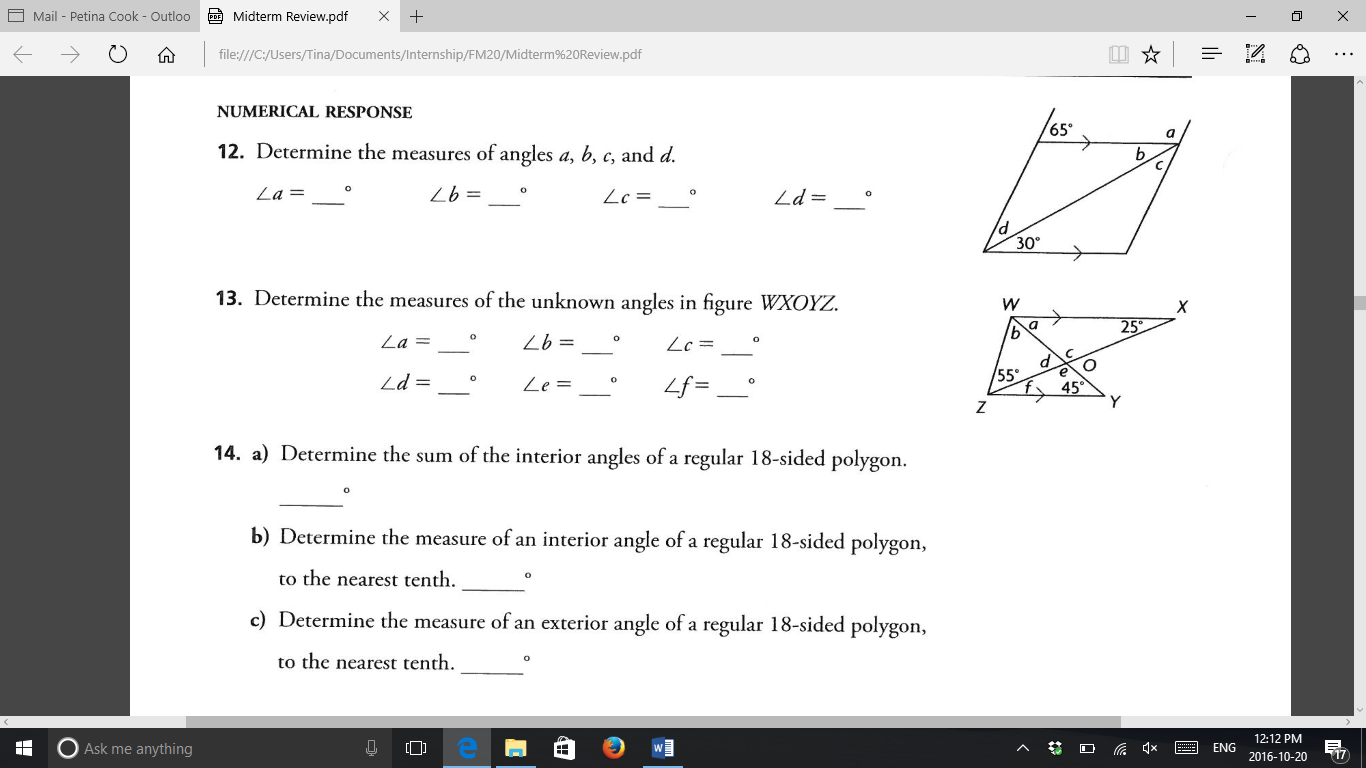 Mail - Petina Cook - Outloo
Midterm Review.pdf
file:///C:/Users/Tina/Documents/Internship/FM20/Midterm%20Review.pdf
NUMERICAL RESPONSE
12. Determine the measures of angles a, b, c, and d.
∠a = ___° ∠b = ___° ∠c = ___° ∠d = ___°
65° a
b
c
d
30°
13. Determine the measures of the unknown angles in figure WXOYZ.
∠a = ___° ∠b = ___° ∠c = ___°
∠d = ___° ∠e = ___° ∠f = ___°
W X
a 25°
b
c
d O
55° e
f 45°
Z Y
14. a) Determine the sum of the interior angles of a regular 18-sided polygon.
_____°
b) Determine the measure of an interior angle of a regular 18-sided polygon,
to the nearest tenth. _____°
c) Determine the measure of an exterior angle of a regular 18-sided polygon,
to the nearest tenth. _____°
Ask me anything
ENG
12:12 PM
2016-10-20
17